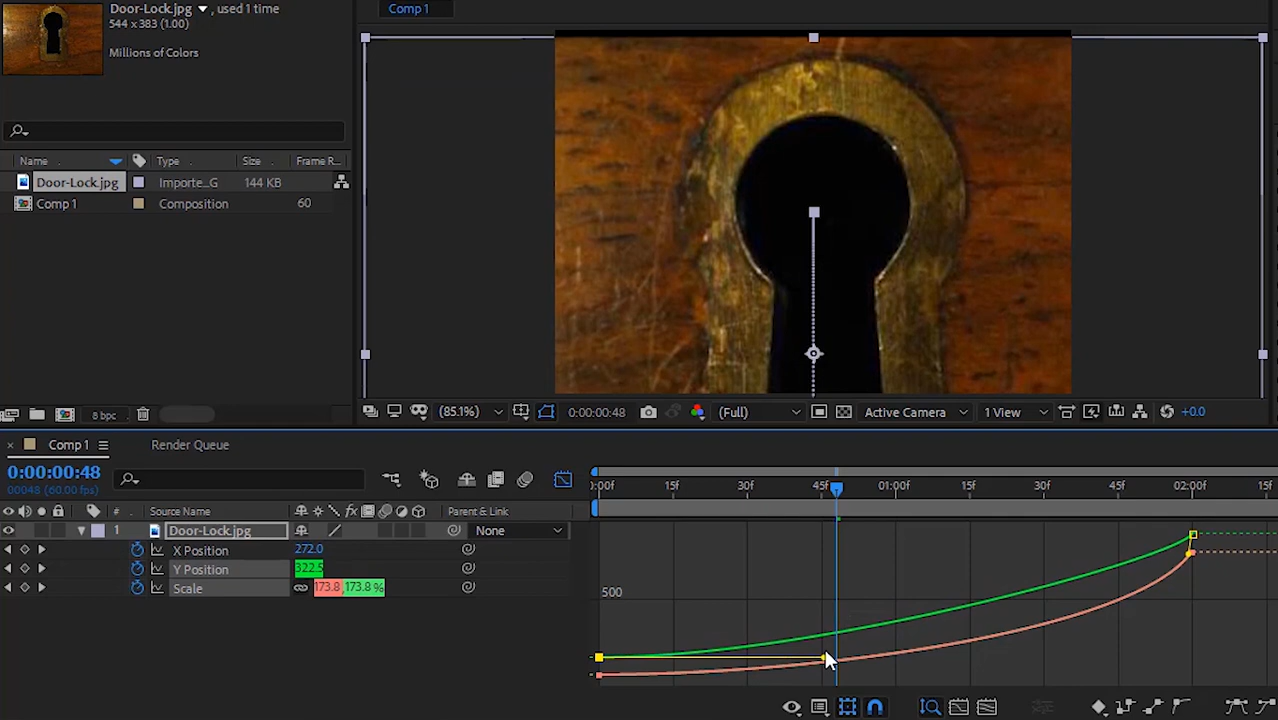 Door-Lock.jpg , used 1 time
544 x 383 (1.00)
Millions of Colors
Name Type Size Frame R...
Door-Lock.jpg Importe...G 144 KB
Comp 1 Composition 60
8 bpc
Comp 1
(85.1%) 0:00:00:48 (Full) Active Camera 1 View +0.0
× Comp 1 Render Queue
0:00:00:48
00048 (60.00 fps)
# Source Name fx Parent & Link
1 Door-Lock.jpg None
X Position 272.0
Y Position 322.5
Scale 173.8,173.8%
:00f 15f 30f 45f 01:00f 15f 30f 45f 02:00f 15f
500